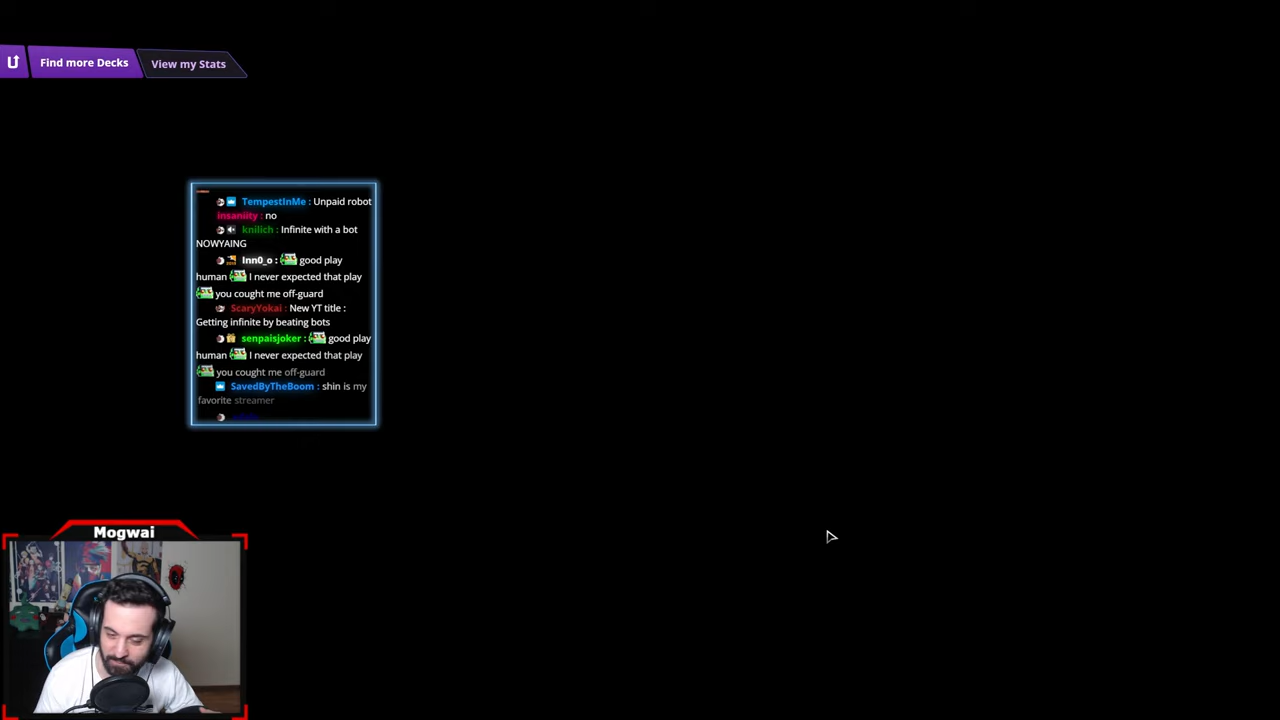 Find more Decks
View my Stats
TempestInMe : Unpaid robot
insaniity : no
knilich : Infinite with a bot
NOWYAING
Inn0_o : good play
human I never expected that play
you cought me off-guard
ScaryYokai : New YT title :
Getting infinite by beating bots
senpaisjoker : good play
human I never expected that play
you cought me off-guard
SavedByTheBoom : shin is my
favorite streamer
Mogwai